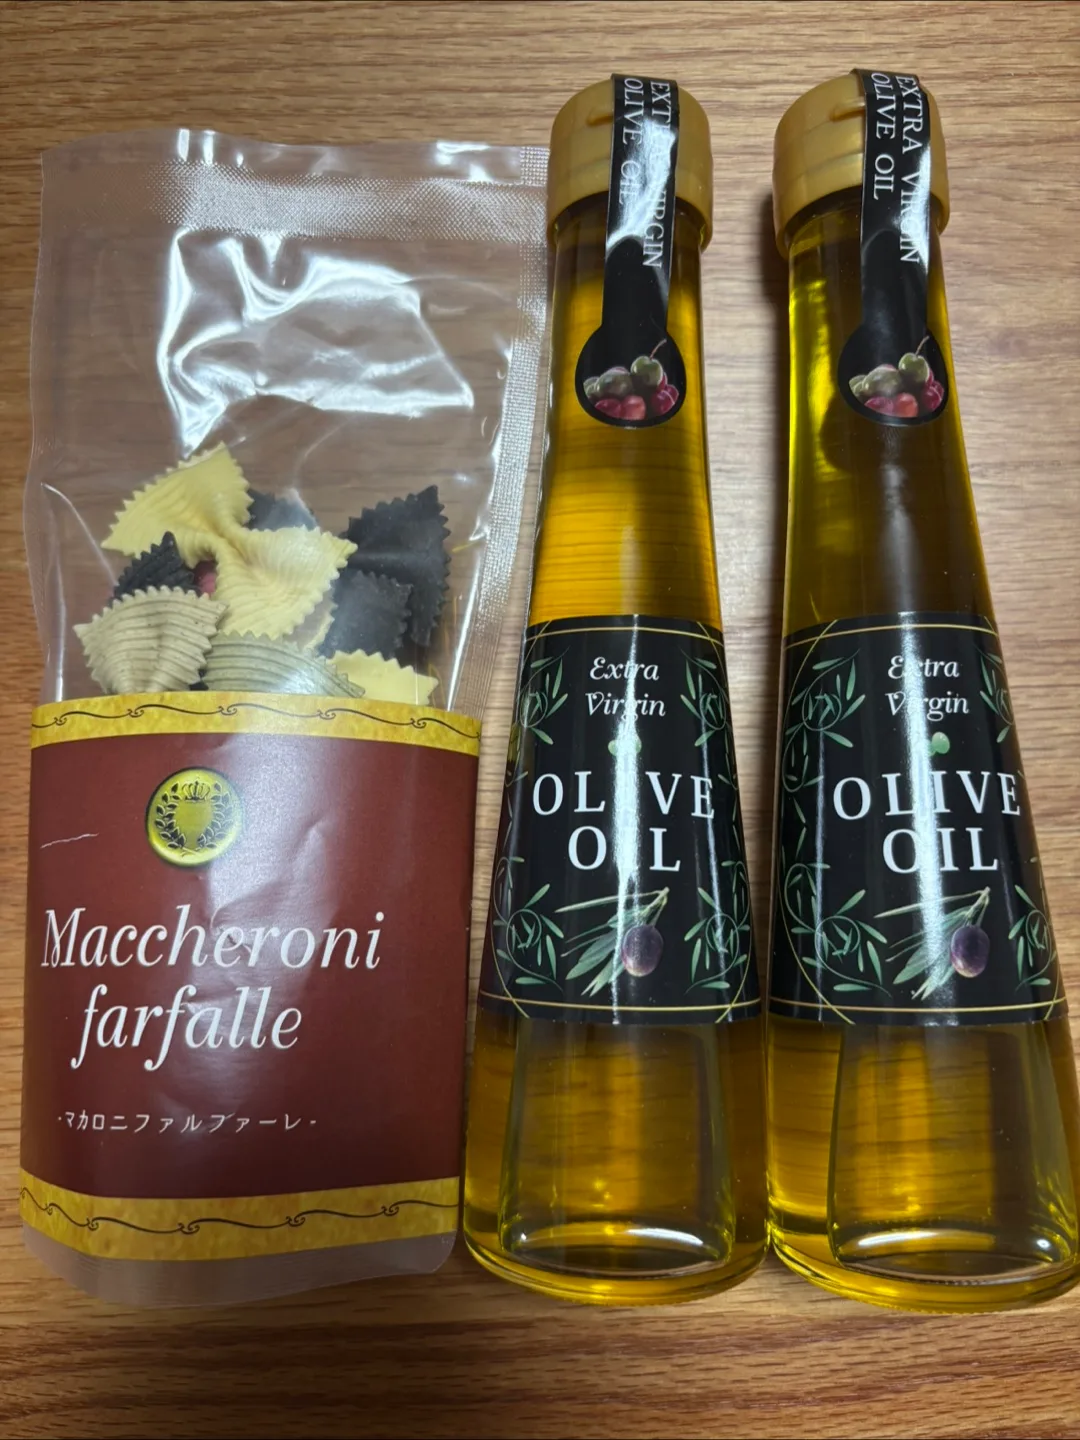 Maccheroni
farfalle
-マカロニファルファーレ-
EXTRA VIRGIN
OLIVE OIL
Extra
Virgin
OLIVE
OIL
EXTRA VIRGIN
OLIVE OIL
Extra
Virgin
OLIVE
OIL